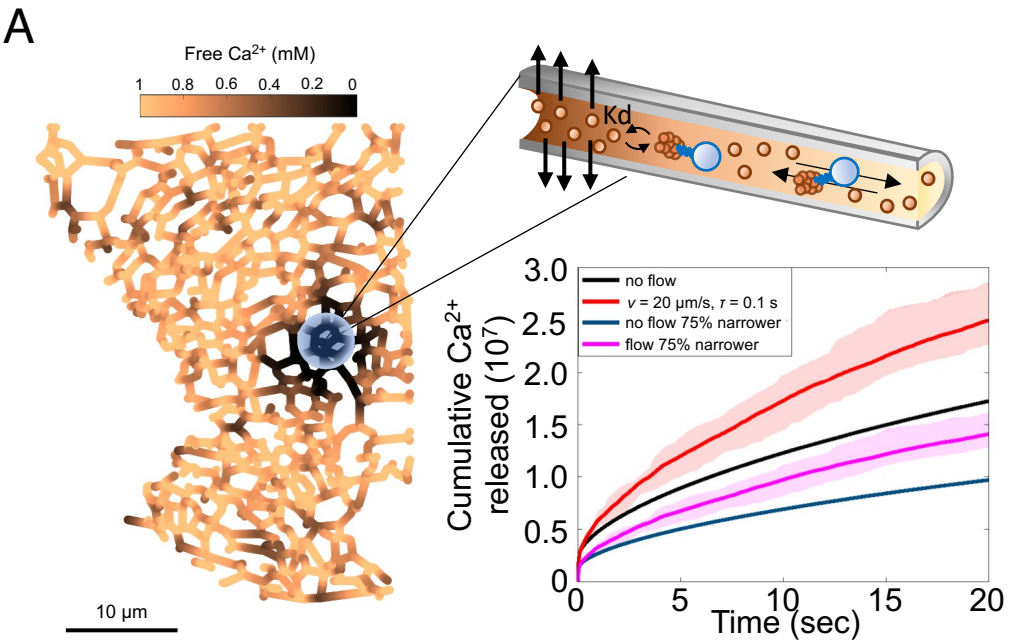 A
Free Ca²⁺ (mM)
1 0.8 0.6 0.4 0.2 0
Kd
10 µm
Cumulative Ca²⁺
released (10⁷)
3.0
2.5
2.0
1.5
1.0
0.5
0
no flow
v = 20 µm/s, τ = 0.1 s
no flow 75% narrower
flow 75% narrower
0 5 10 15 20
Time (sec)